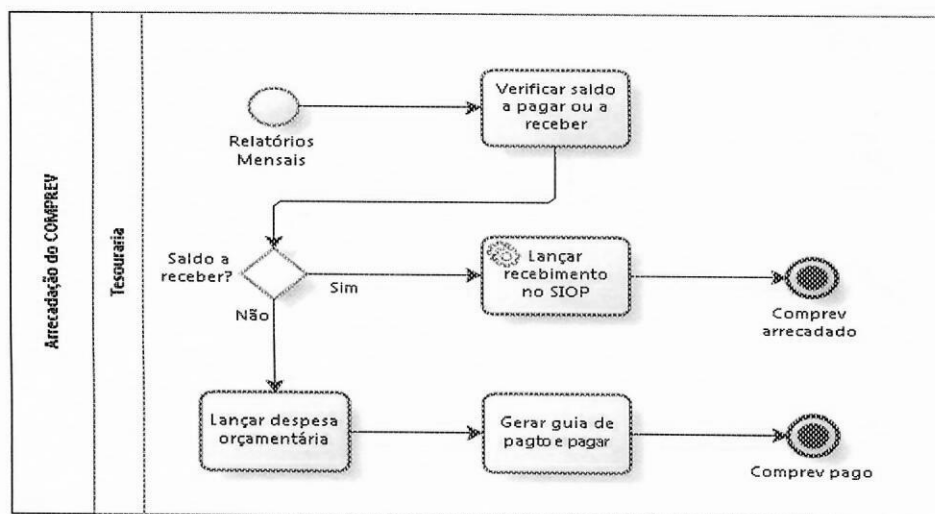 Arrecadação do COMPREV
Tesouraria
Relatórios
Mensais
Verificar saldo
a pagar ou a
receber
Saldo a
receber?
Sim
Não
Lançar
recebimento
no SIOP
Comprev
arrecadado
Lançar despesa
orçamentária
Gerar guia de
pagto e pagar
Comprev pago